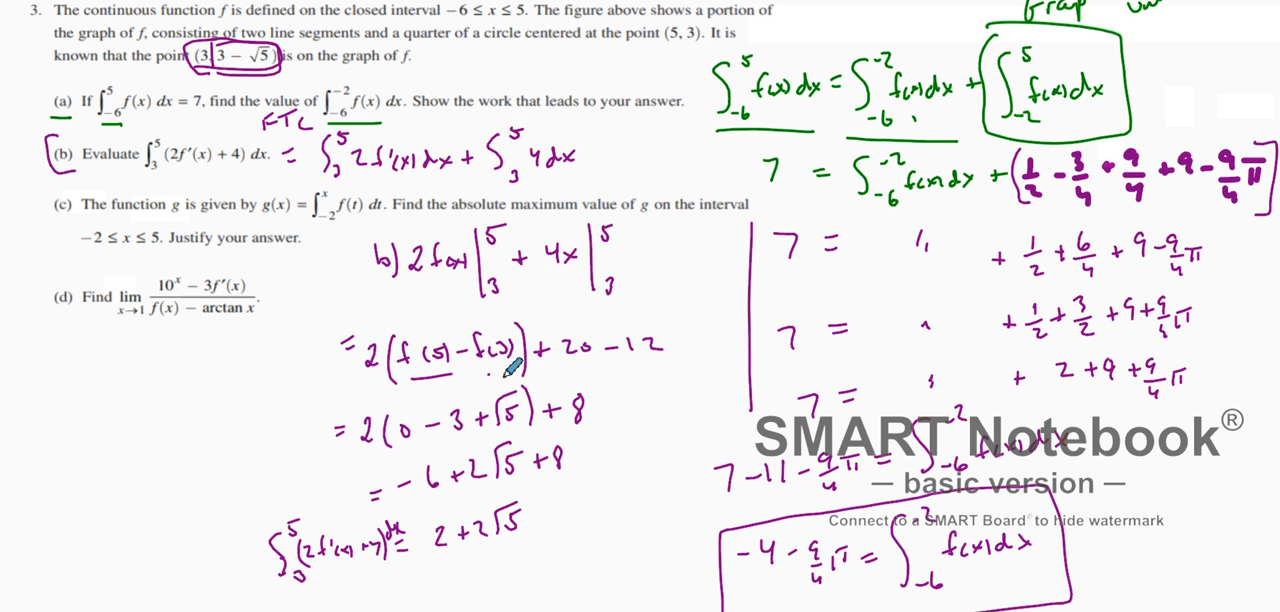 3. The continuous function f is defined on the closed interval −6 ≤ x ≤ 5. The figure above shows a portion
of the graph of f, consisting of two line segments and a quarter of a circle centered at the point (5, 3). It is
known that the point (3, 3 − √5) is on the graph of f.
(a) If ∫_{-6}^{5} f(x) dx = 7, find the value of ∫_{-6}^{-2} f(x) dx. Show the work that leads to your answer.
FTC
(b) Evaluate ∫_3^5 (2f′(x) + 4) dx. = ∫_3^5 2f'(x)dx + ∫_3^5 4dx
(c) The function g is given by g(x) = ∫_{-2}^{x} f(t) dt. Find the absolute maximum value of g on the interval
−2 ≤ x ≤ 5. Justify your answer.
(d) Find lim_{x→1} (10^x − 3f′(x)) / (f(x) − arctan x).
b) 2f(x)|_3^5 + 4x|_3^5
= 2(f(5) - f(3)) + 20 - 12
= 2(0 - 3 + √5) + 8
= -6 + 2√5 + 8
= 2 + 2√5
∫_{-6}^{5} f(x)dx = ∫_{-6}^{-2} f(x)dx + ∫_{-2}^{5} f(x)dx
7 = ∫_{-6}^{-2} f(x)dx + (1/2 - 3/4 + 9/4 + 9 - 9/4 π]
7 = " + 1/2 + 6/4 + 9 - 9/4 π
7 = " + 1/2 + 3/2 + 9 + 9/4 π
7 = " + 2 + 9 + 9/4 π
7 - 11 - 9/4 π = ∫_{-6}^{-2} f(x)dx
-4 - 9/4 π = ∫_{-6}^{-2} f(x)dx
SMART Notebook®
— basic version —
Connect to a SMART Board® to hide watermark